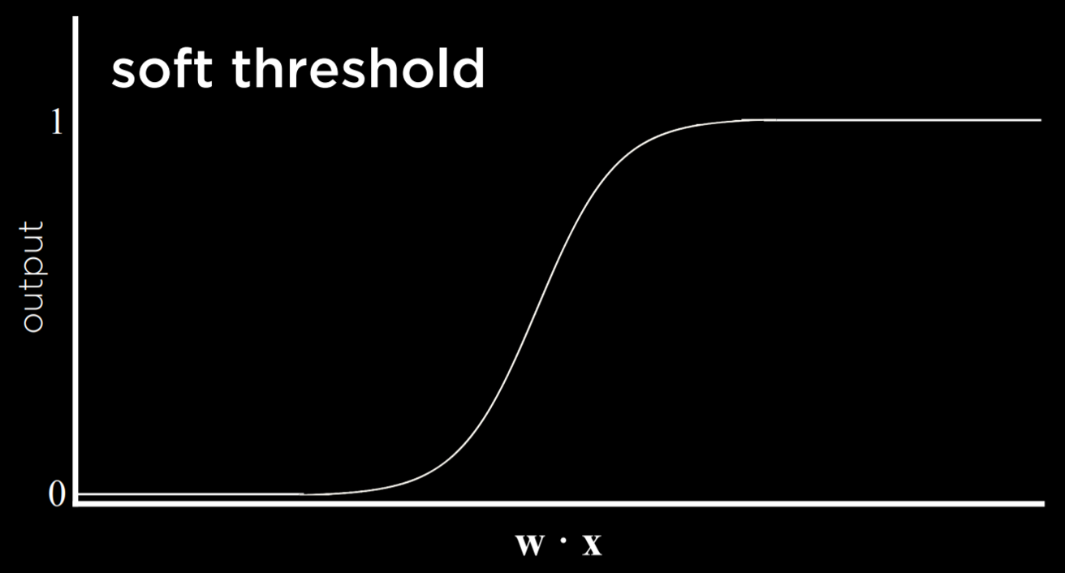 soft threshold
1
output
0
w · x